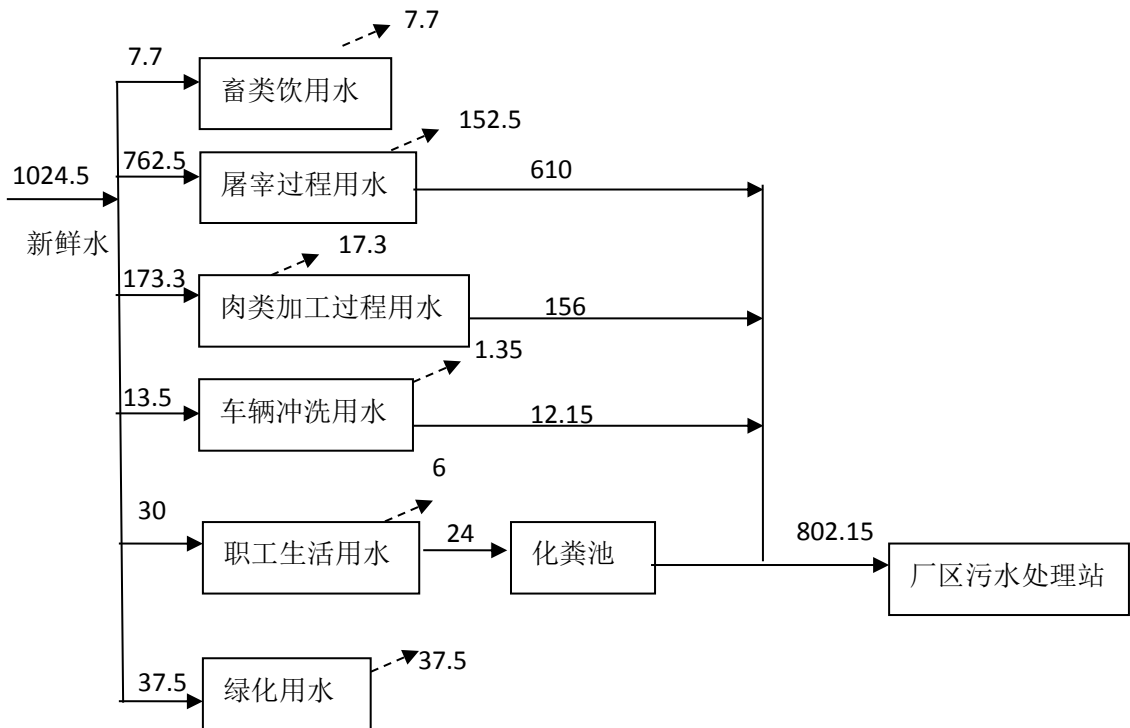 7.7
7.7
畜类饮用水
152.5
1024.5
762.5
屠宰过程用水
610
新鲜水
17.3
173.3
肉类加工过程用水
156
1.35
13.5
车辆冲洗用水
12.15
6
30
职工生活用水
24
化粪池
802.15
厂区污水处理站
37.5
37.5
绿化用水